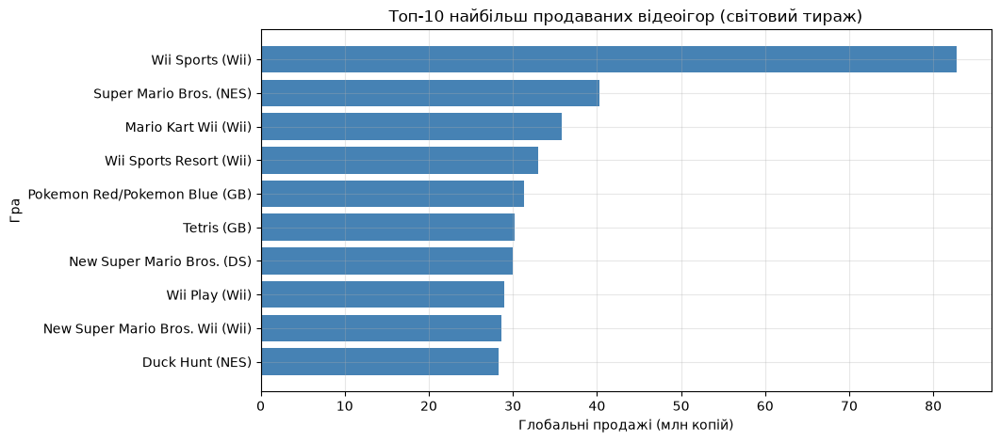 Топ-10 найбільш продаваних відеоігор (світовий тираж)
Гра
Wii Sports (Wii)
Super Mario Bros. (NES)
Mario Kart Wii (Wii)
Wii Sports Resort (Wii)
Pokemon Red/Pokemon Blue (GB)
Tetris (GB)
New Super Mario Bros. (DS)
Wii Play (Wii)
New Super Mario Bros. Wii (Wii)
Duck Hunt (NES)
0 10 20 30 40 50 60 70 80
Глобальні продажі (млн копій)